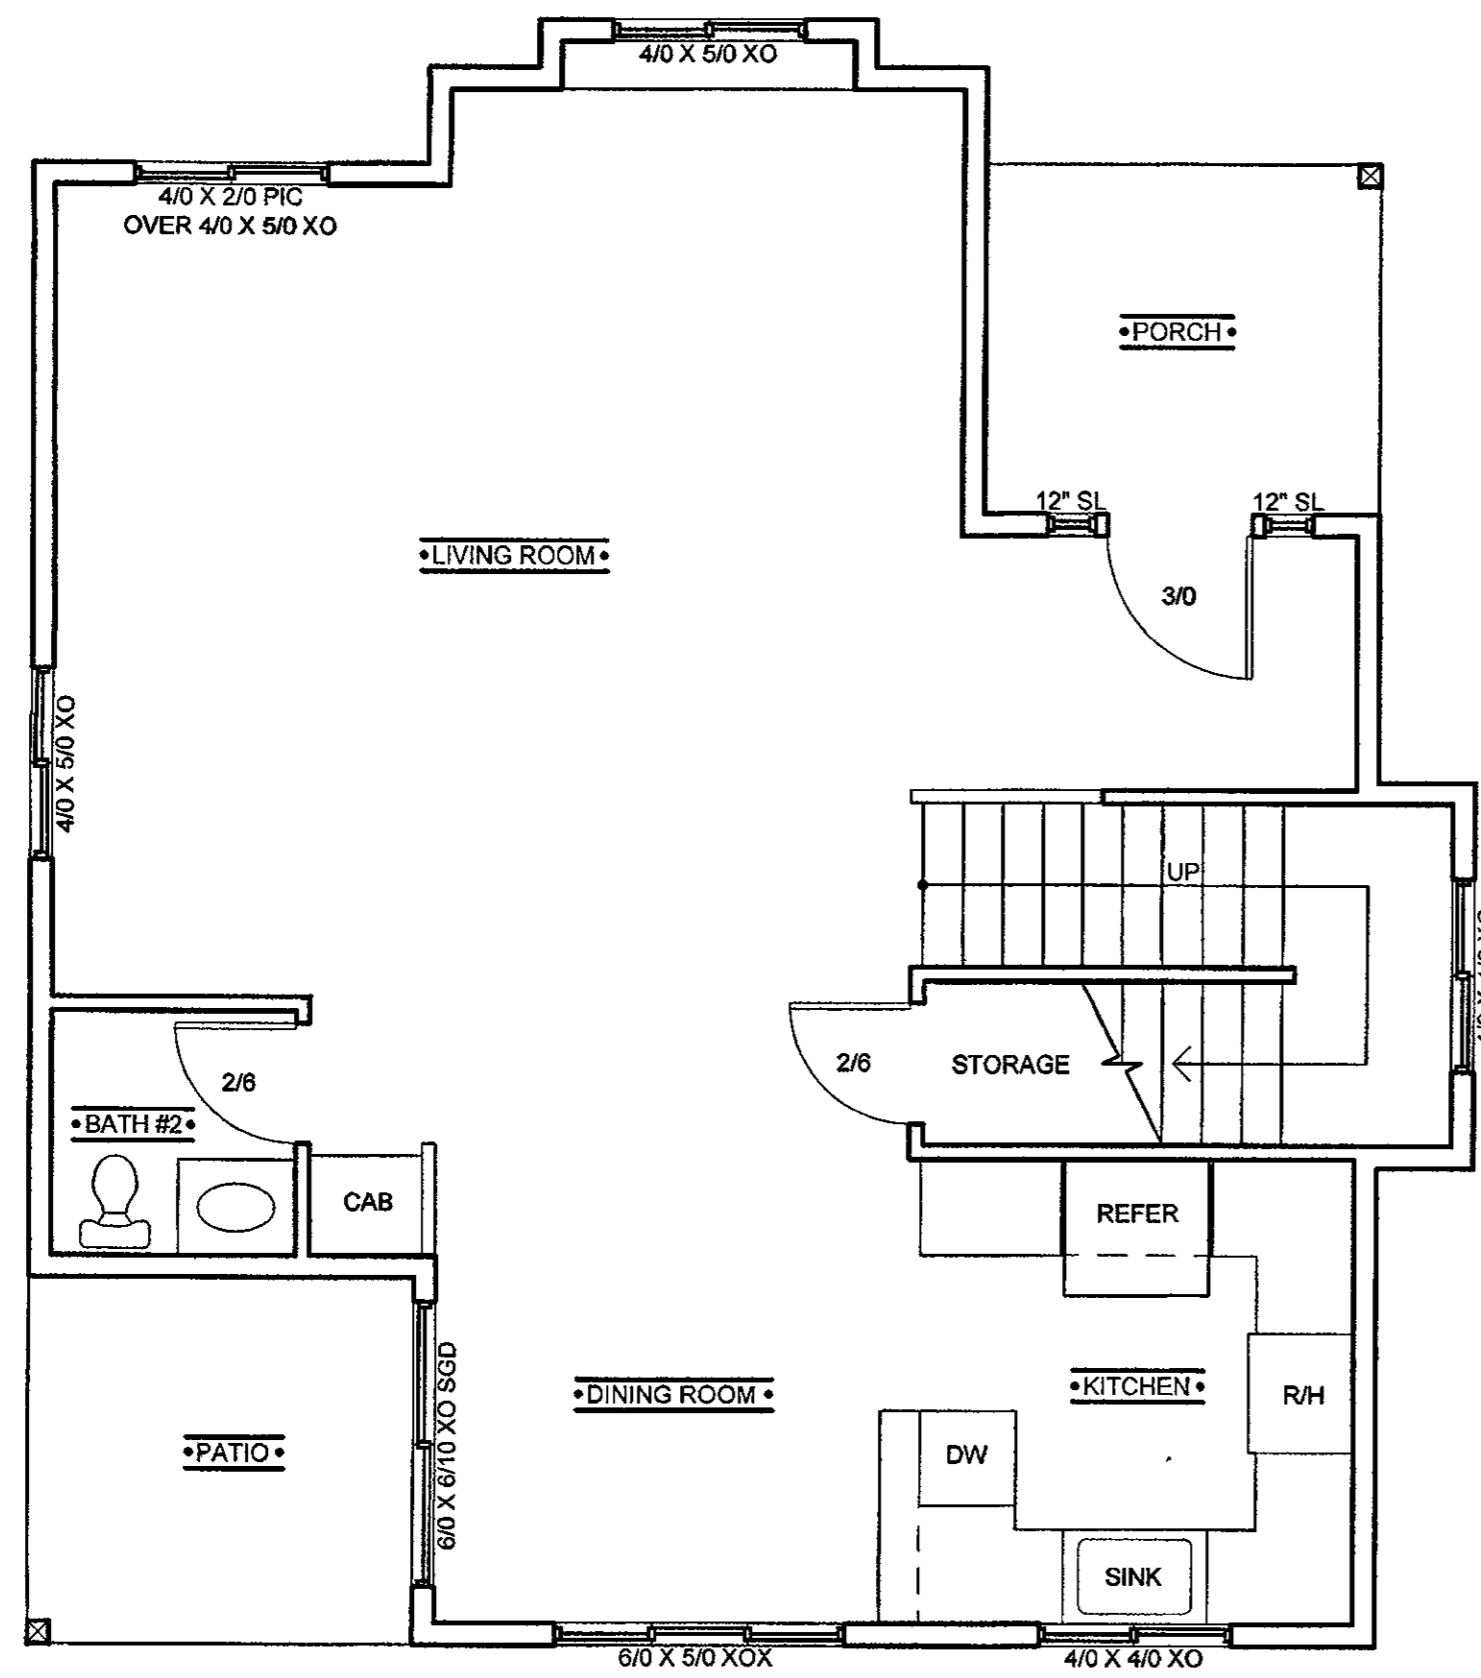 4/0 X 5/0 XO
4/0 X 2/0 PIC
OVER 4/0 X 5/0 XO
•PORCH•
12" SL
12" SL
•LIVING ROOM•
3/0
4/0 X 5/0 XO
UP
2/6
2/6
STORAGE
•BATH #2•
CAB
REFER
6/0 X 6/10 XO SGD
•DINING ROOM•
•KITCHEN•
R/H
•PATIO•
DW
SINK
6/0 X 5/0 XOX
4/0 X 4/0 XO